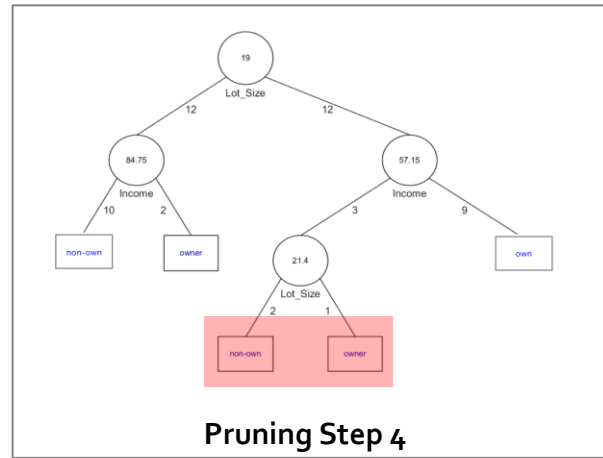 19
Lot_Size
12 12
84.75 57.15
Income Income
10 2 3 9
non-own owner own
21.4
Lot_Size
2 1
non-own owner
Pruning Step 4